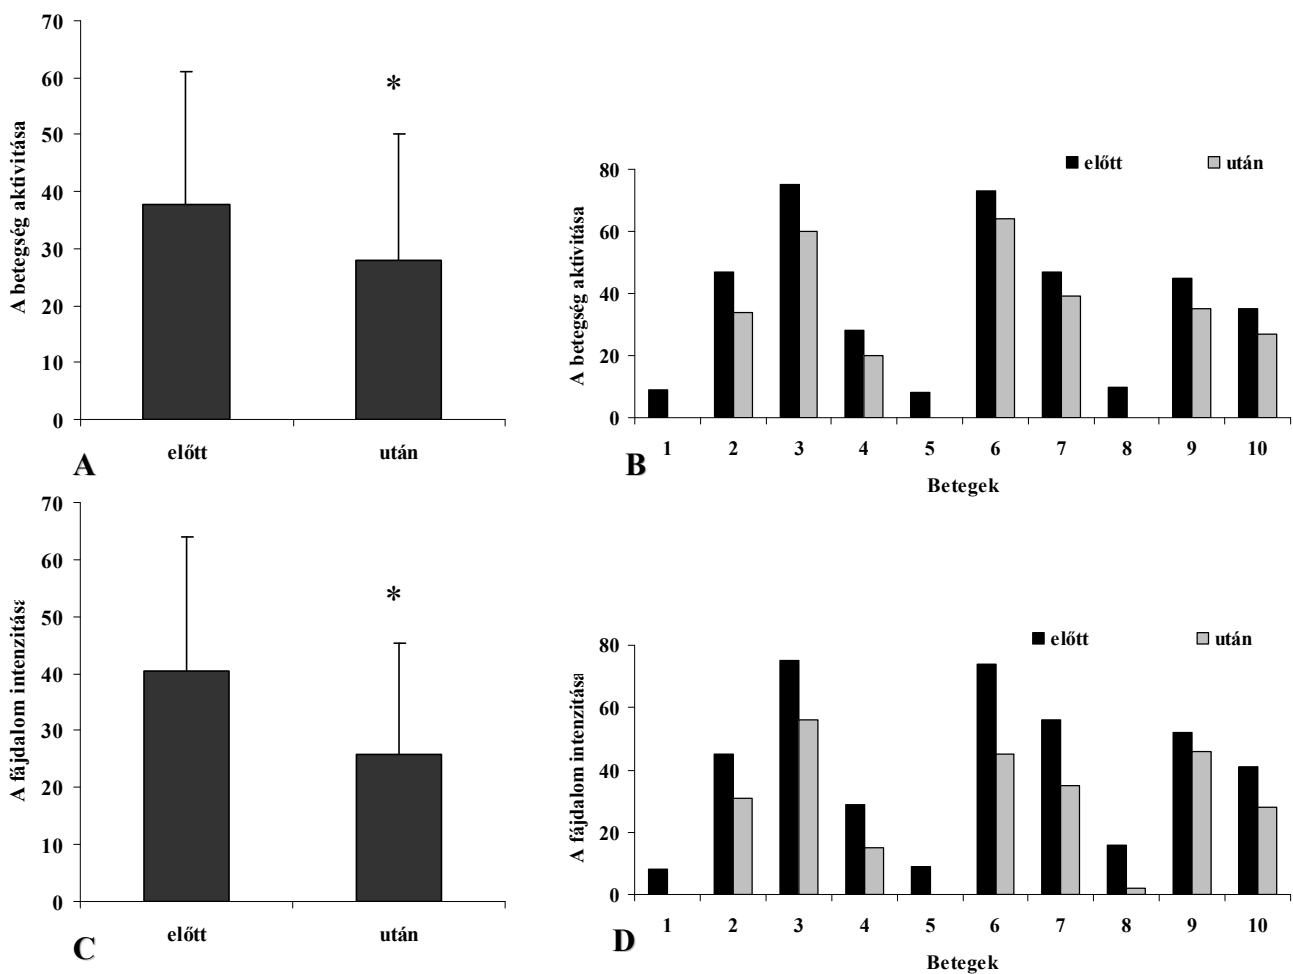 70
60
50
40
30
20
10
0
A betegség aktivitása
*
előtt
után
A
előtt
után
80
60
40
20
0
A betegség aktivitása
1 2 3 4 5 6 7 8 9 10
B
Betegek
70
60
50
40
30
20
10
0
A fájdalom intenzitása
*
előtt
után
C
előtt
után
80
60
40
20
0
A fájdalom intenzitása
1 2 3 4 5 6 7 8 9 10
D
Betegek